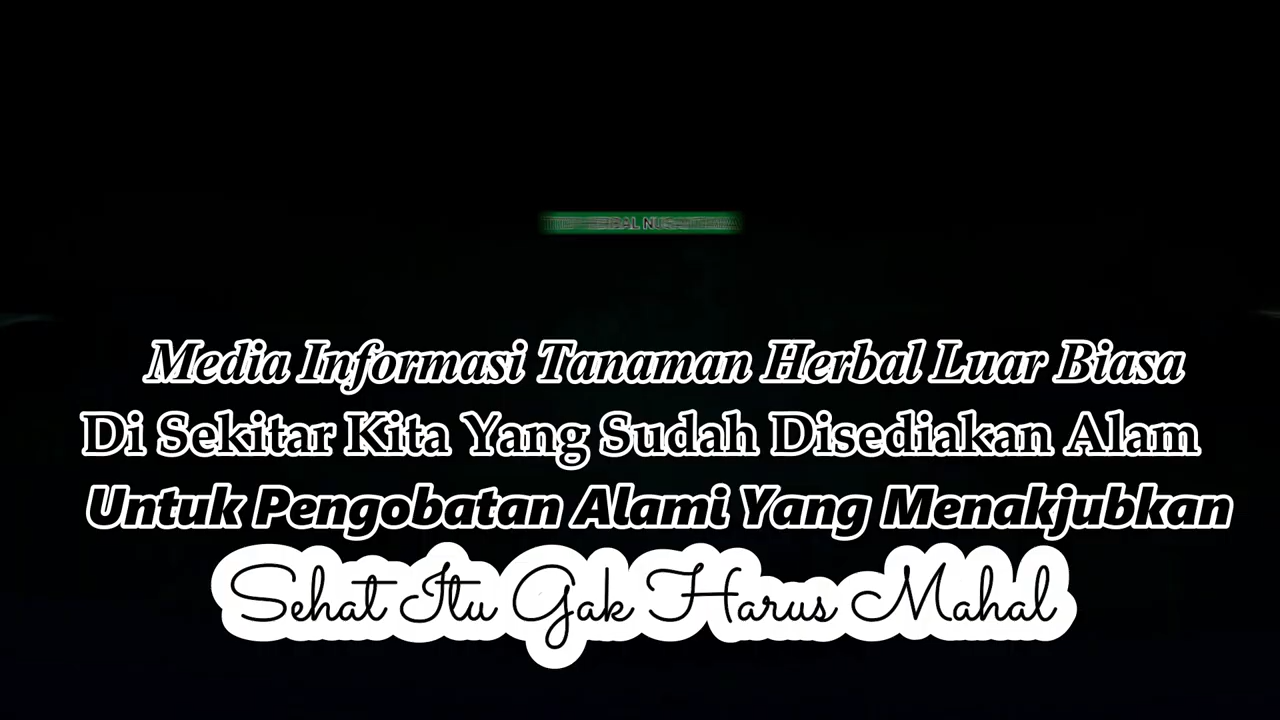 Media Informasi Tanaman Herbal Luar Biasa
Di Sekitar Kita Yang Sudah Disediakan Alam
Untuk Pengobatan Alami Yang Menakjubkan
Sehat Itu Gak Harus Mahal